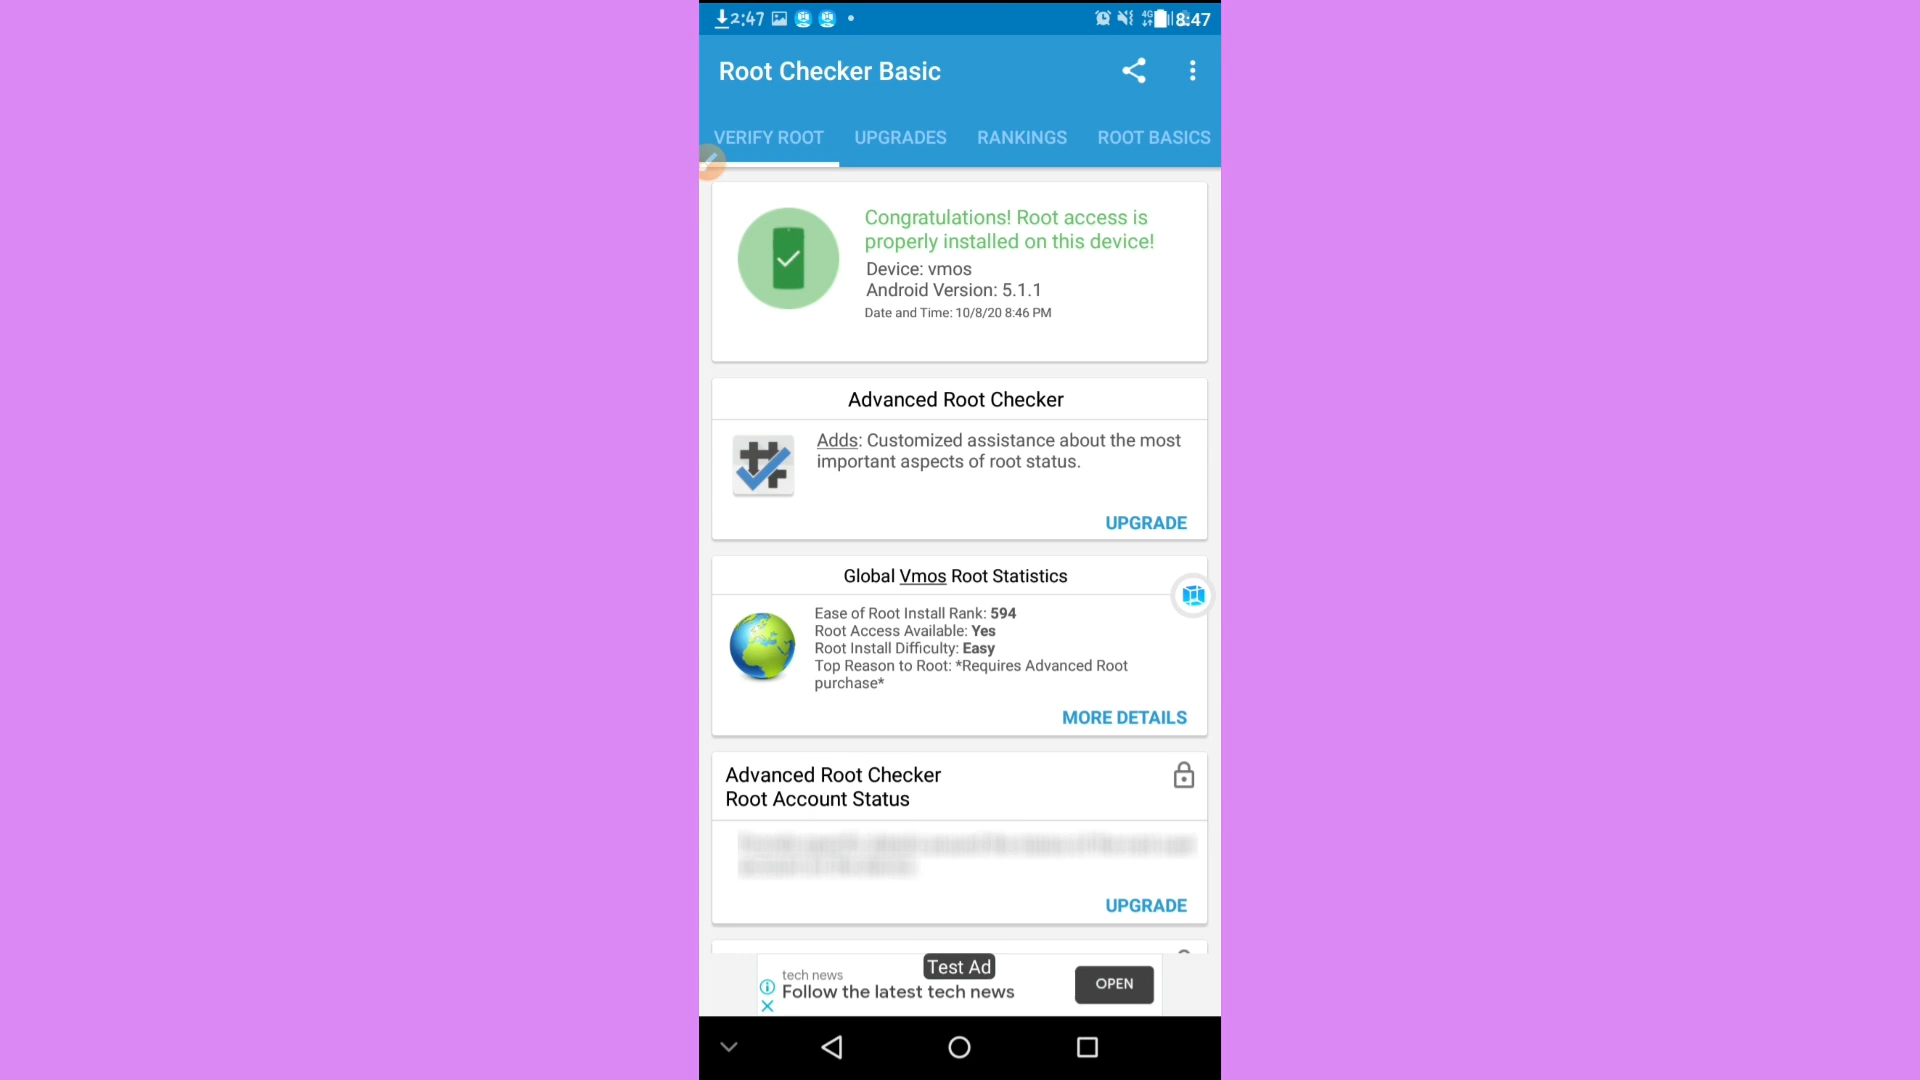 2:47 4G 8:47
Root Checker Basic
VERIFY ROOT UPGRADES RANKINGS ROOT BASICS
Congratulations! Root access is
properly installed on this device!
Device: vmos
Android Version: 5.1.1
Date and Time: 10/8/20 8:46 PM
Advanced Root Checker
Adds: Customized assistance about the most
important aspects of root status.
UPGRADE
Global Vmos Root Statistics
Ease of Root Install Rank: 594
Root Access Available: Yes
Root Install Difficulty: Easy
Top Reason to Root: *Requires Advanced Root
purchase*
MORE DETAILS
Advanced Root Checker
Root Account Status
UPGRADE
Test Ad
tech news
Follow the latest tech news
OPEN